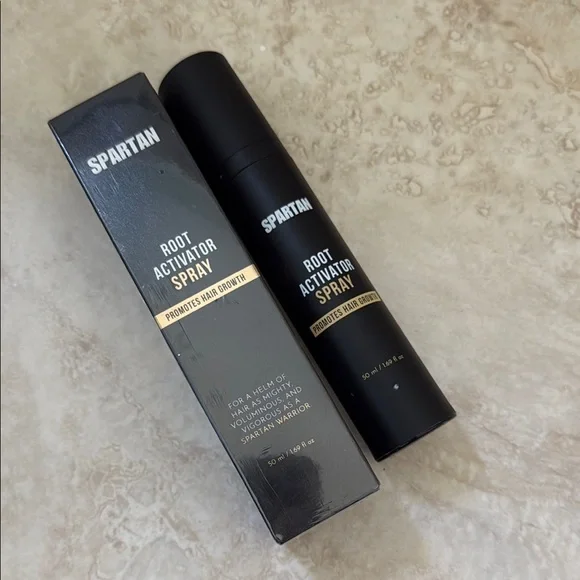 SPARTAN
ROOT
ACTIVATOR
SPRAY
PROMOTES HAIR GROWTH
FOR A HELM OF
HAIR AS MIGHTY,
VOLUMINOUS, AND
VIGOROUS AS A
SPARTAN WARRIOR
50 ml / 1.69 fl oz
SPARTAN
ROOT
ACTIVATOR
SPRAY
PROMOTES HAIR GROWTH
50 ml / 1.69 fl oz